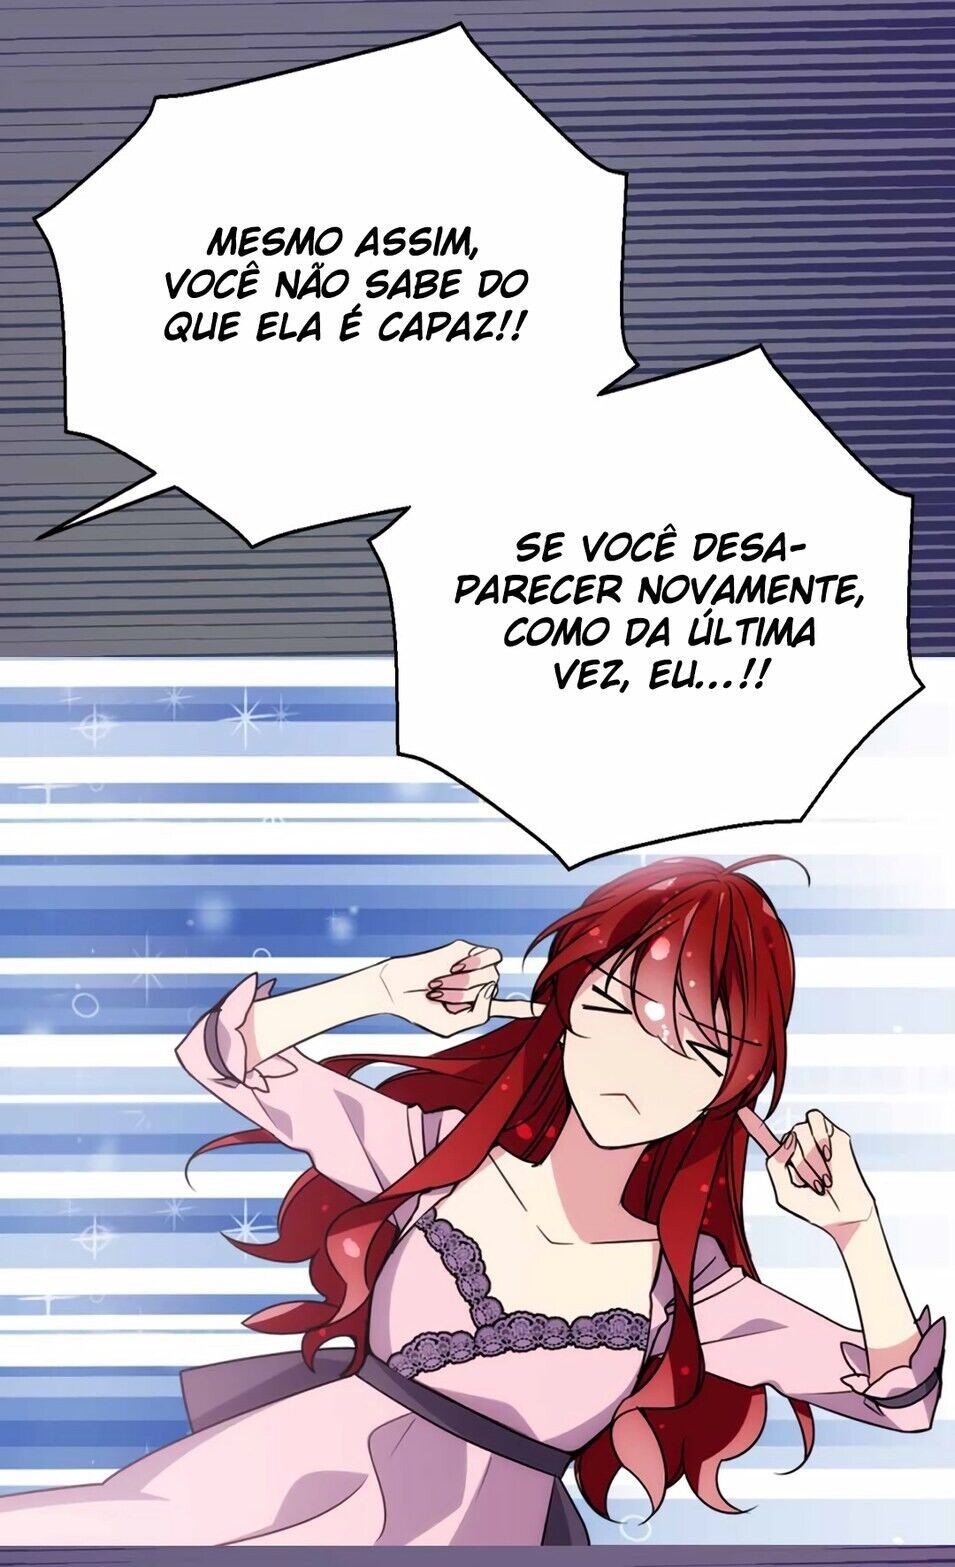 MESMO ASSIM,
VOCÊ NÃO SABE DO
QUE ELA É CAPAZ!!
SE VOCÊ DESA-
PARECER NOVAMENTE,
COMO DA ÚLTIMA
VEZ, EU...!!